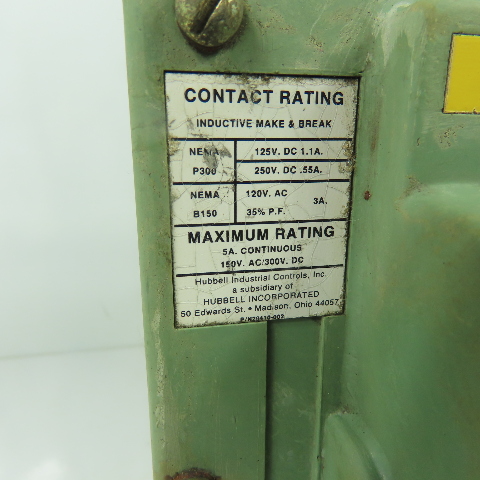 CONTACT RATING
INDUCTIVE MAKE & BREAK
NEMA 125V. DC 1.1A.
P300 250V. DC .55A.
NEMA 120V. AC 3A.
B150 35% P.F.
MAXIMUM RATING
5A. CONTINUOUS
150V. AC/300V. DC
Hubbell Industrial Controls, Inc.
a subsidiary of
HUBBELL INCORPORATED
50 Edwards St. • Madison, Ohio 44057